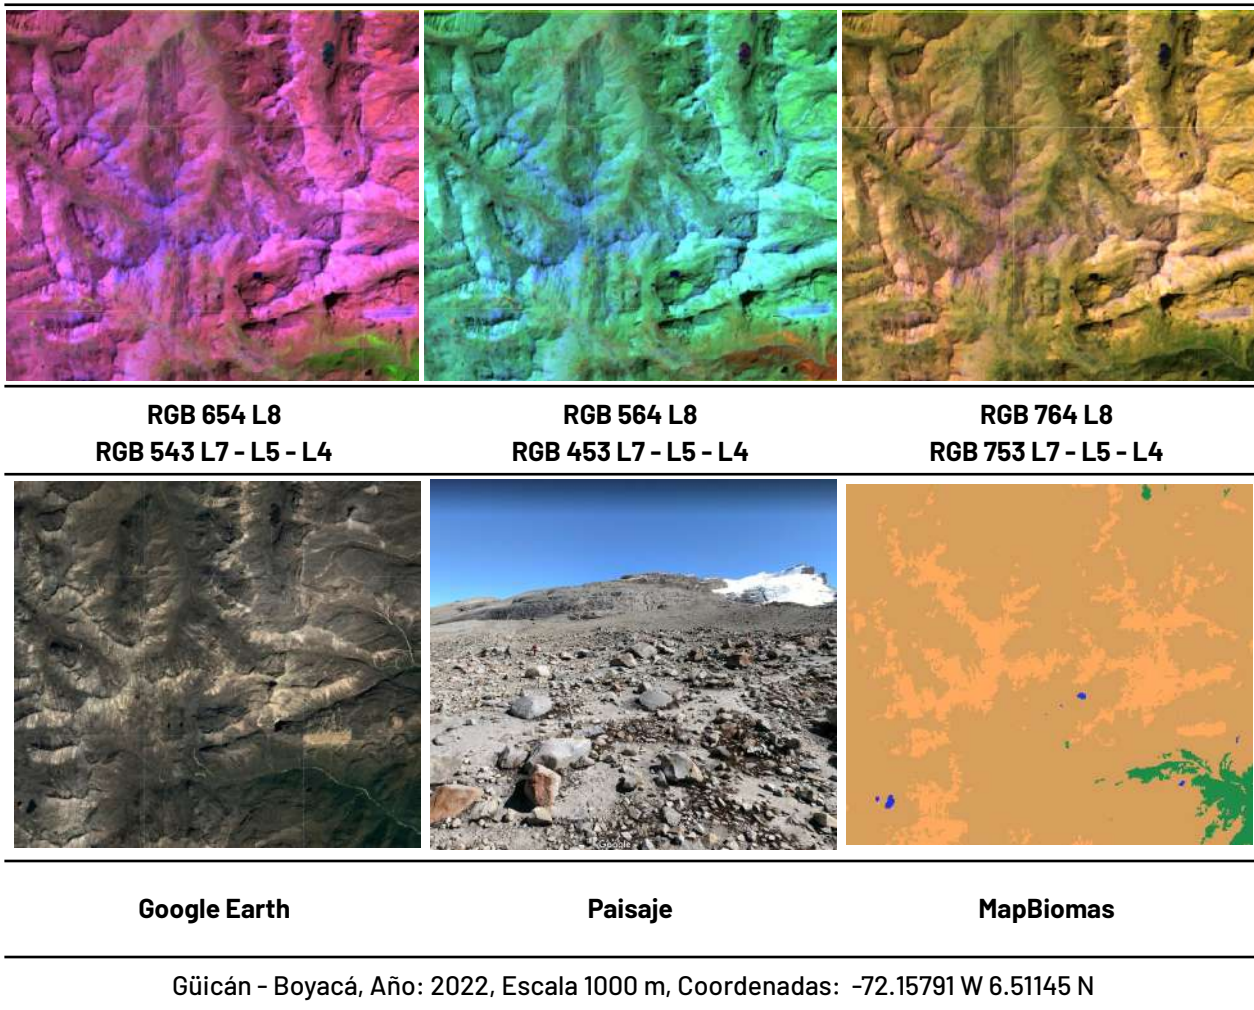 RGB 654 L8
RGB 543 L7 - L5 - L4
RGB 564 L8
RGB 453 L7 - L5 - L4
RGB 764 L8
RGB 753 L7 - L5 - L4
Google
Google Earth
Paisaje
MapBiomas
Güicán - Boyacá, Año: 2022, Escala 1000 m, Coordenadas: -72.15791 W 6.51145 N